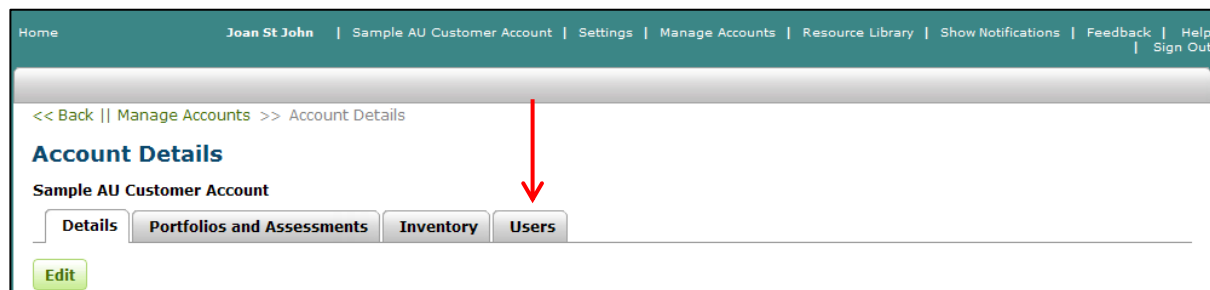 Home Joan St John | Sample AU Customer Account | Settings | Manage Accounts | Resource Library | Show Notifications | Feedback | Help
| Sign Out
<< Back || Manage Accounts >> Account Details
Account Details
Sample AU Customer Account
Details Portfolios and Assessments Inventory Users
Edit